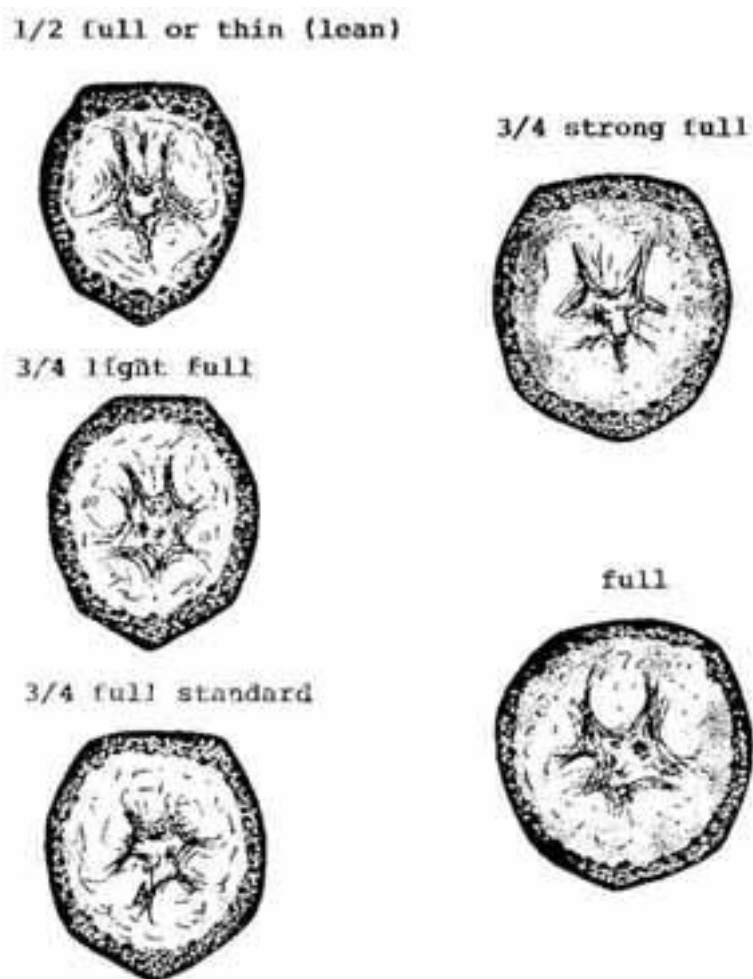 1/2 full or thin (lean)
3/4 light full
3/4 full standard
3/4 strong full
full